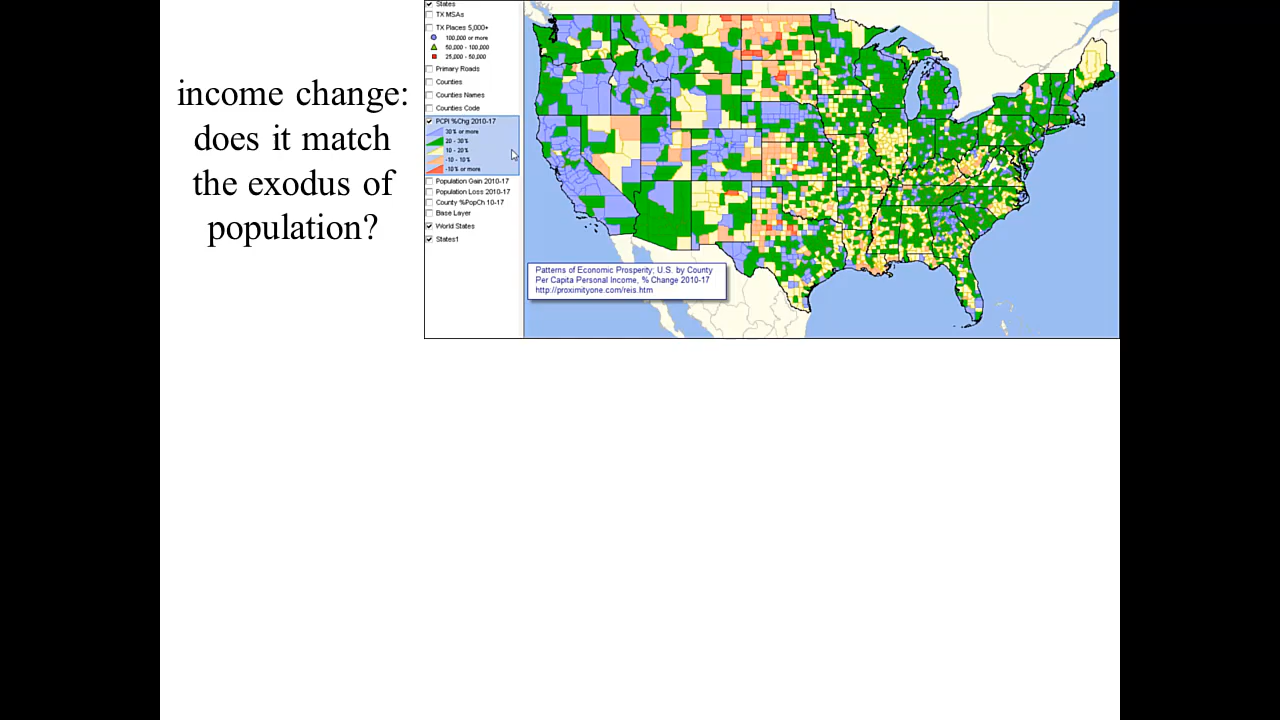 income change:
does it match
the exodus of
population?
States
TX MSAs
TX Places 5,000+
100,000 or more
50,000 - 100,000
25,000 - 50,000
Primary Roads
Counties
Counties Names
Counties Code
PCPI %Chg 2010-17
30% or more
20 - 30%
10 - 20%
-10 - 10%
-10% or more
Population Gain 2010-17
Population Loss 2010-17
County %PopCh 10-17
Base Layer
World States
States1
Patterns of Economic Prosperity; U.S. by County
Per Capita Personal Income, % Change 2010-17
http://proximityone.com/reis.htm